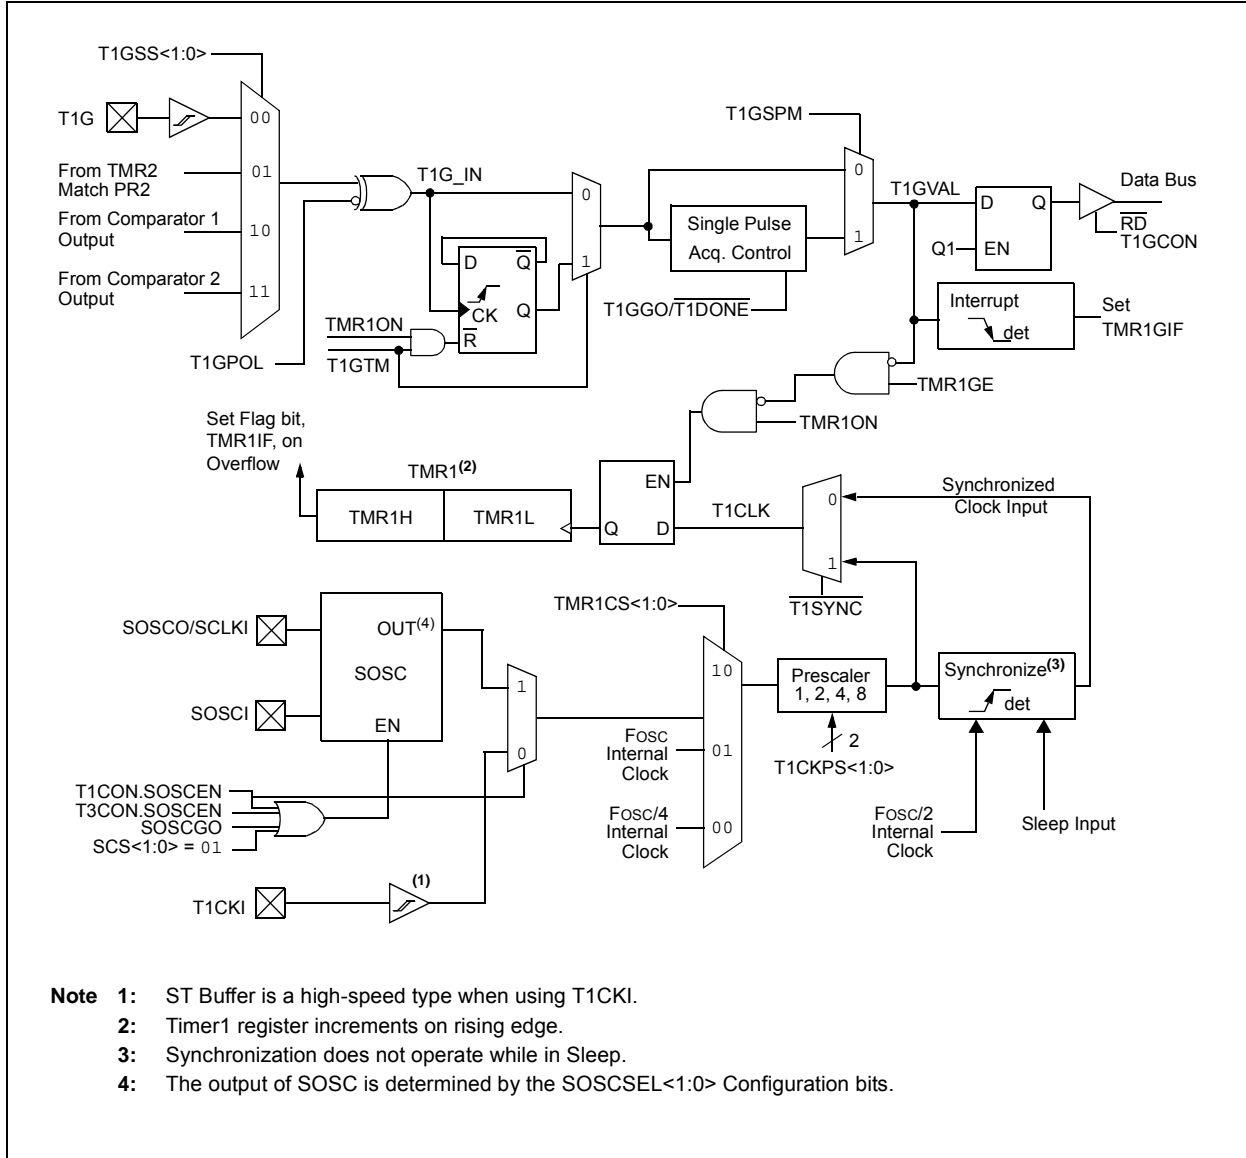 T1GSS<1:0>
T1G
00
From TMR2
Match PR2
01
From Comparator 1
Output
10
From Comparator 2
Output
11
T1GPOL
T1G_IN
D
Q
CK
Q
R
TMR1ON
T1GTM
0
1
T1GSPM
Single Pulse
Acq. Control
T1GGO/T1DONE
0
1
T1GVAL
D
Q
Q1
EN
Data Bus
RD
T1GCON
Interrupt
det
Set
TMR1GIF
TMR1GE
TMR1ON
Set Flag bit,
TMR1IF, on
Overflow
TMR1(2)
TMR1H
TMR1L
EN
Q
D
T1CLK
0
1
T1SYNC
Synchronized
Clock Input
SOSCO/SCLKI
OUT(4)
SOSC
SOSCI
EN
1
0
T1CON.SOSCEN
T3CON.SOSCEN
SOSCGO
SCS<1:0> = 01
T1CKI
(1)
TMR1CS<1:0>
10
FOSC
Internal
Clock
01
FOSC/4
Internal
Clock
00
Prescaler
1, 2, 4, 8
2
T1CKPS<1:0>
Synchronize(3)
det
FOSC/2
Internal
Clock
Sleep Input
Note 1: ST Buffer is a high-speed type when using T1CKI.
2: Timer1 register increments on rising edge.
3: Synchronization does not operate while in Sleep.
4: The output of SOSC is determined by the SOSCSEL<1:0> Configuration bits.